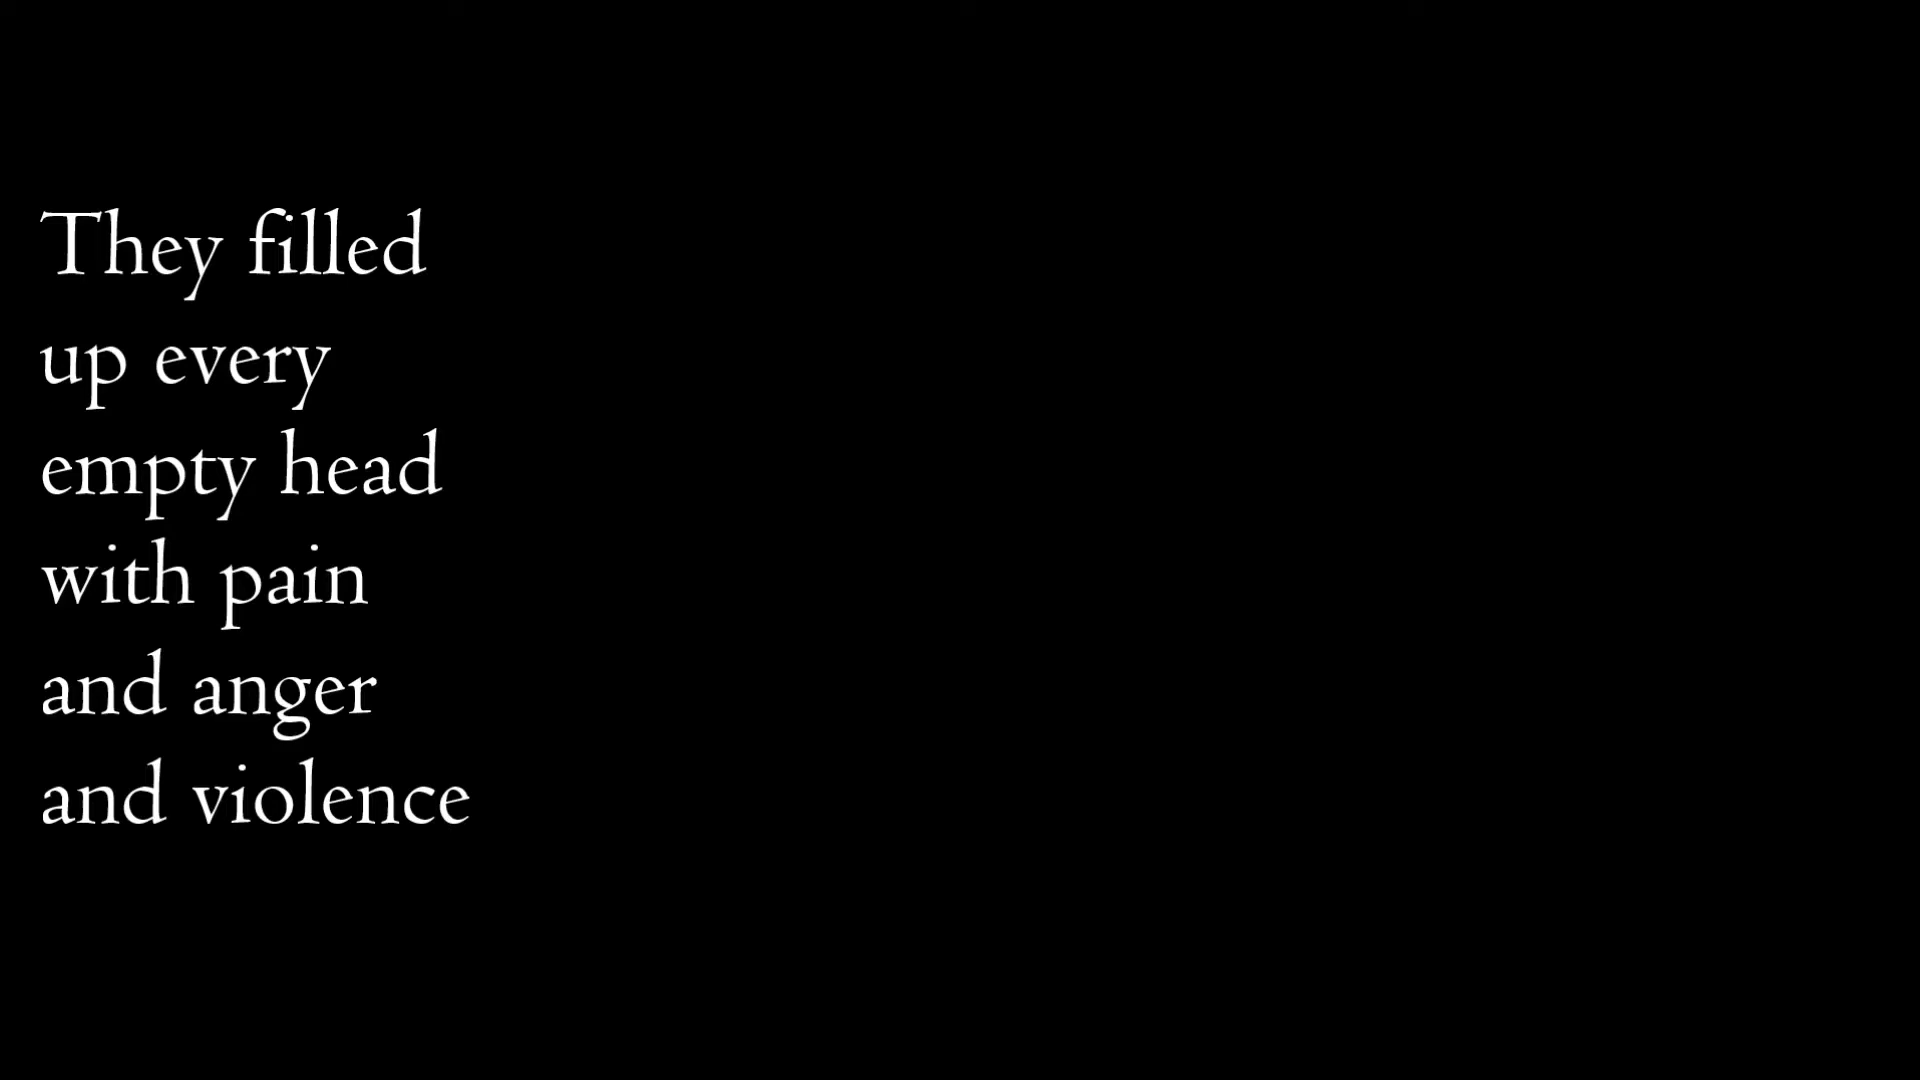 They filled
up every
empty head
with pain
and anger
and violence